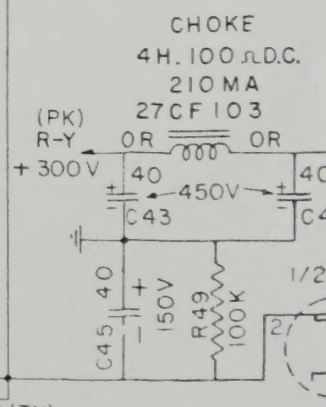 CHOKE
4H. 100 Ω D.C.
210 MA
27CF103
(PK)
R-Y
OR
OR
+300V
40
+
450V
+
40
-
C43
-
C4
40
+
150V
-
C45
R49
100K
1/2
2